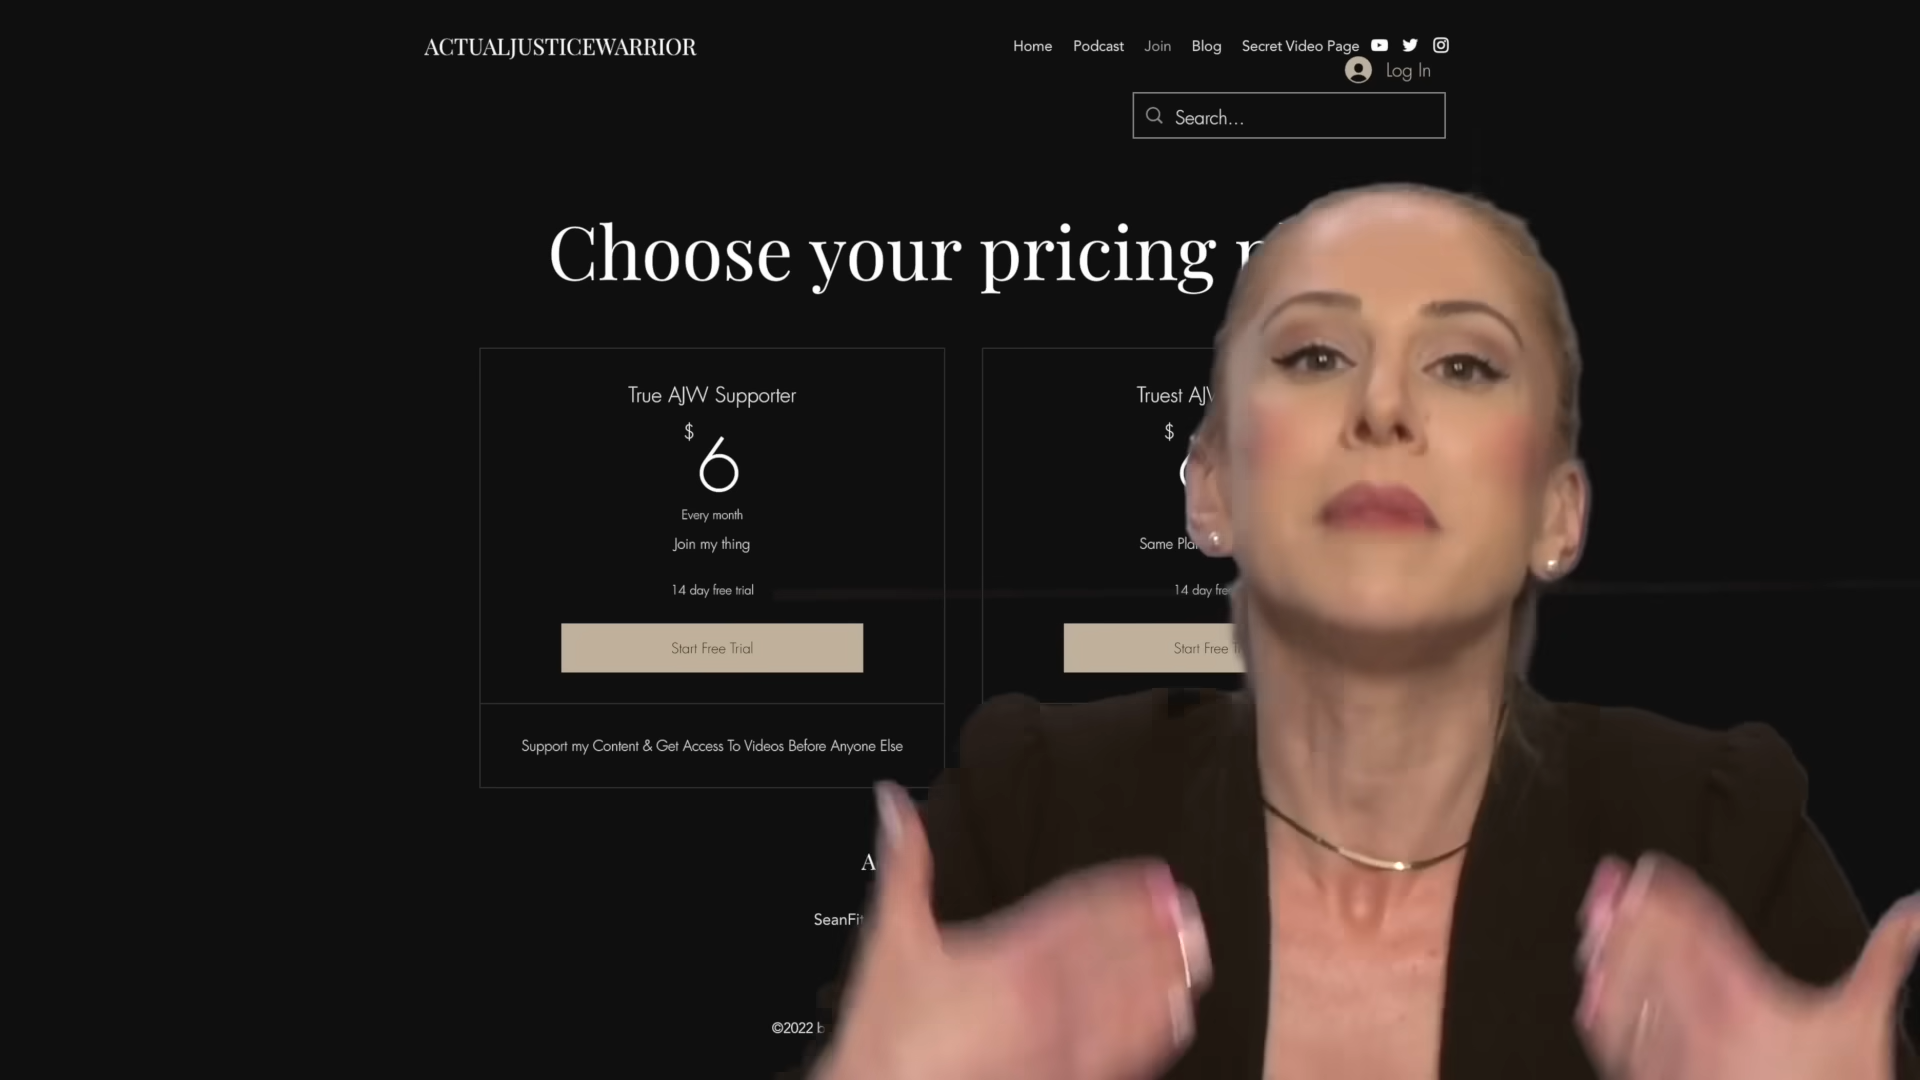 ACTUALJUSTICEWARRIOR
Home Podcast Join Blog Secret Video Page
Log In
Search...
Choose your pricing
True AJW Supporter
$
6
Every month
Join my thing
14 day free trial
Start Free Trial
Support my Content & Get Access To Videos Before Anyone Else
Truest
$
Same
14 day
Start Free
©2022